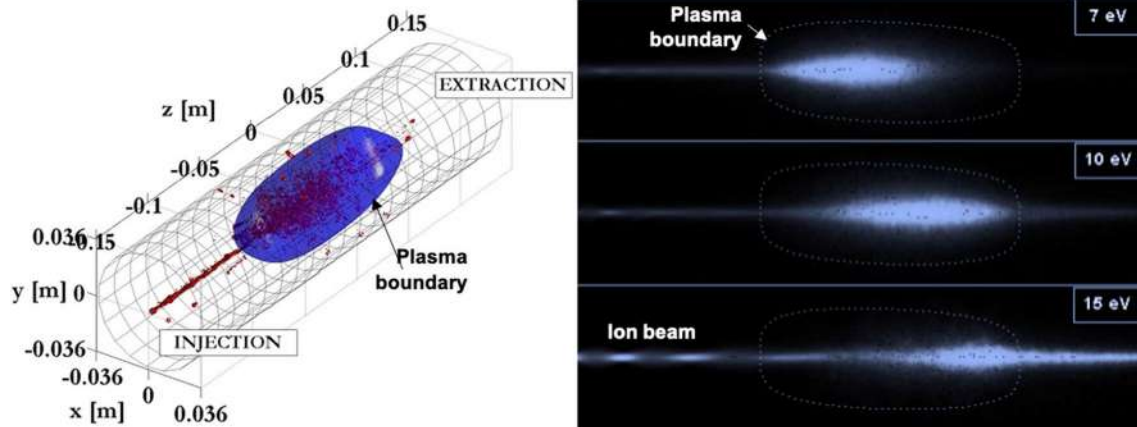 0.15
0.1
EXTRACTION
0.05
z [m]
0
-0.05
-0.1
0.036
0.15
y [m] 0
Plasma
boundary
INJECTION
-0.036
-0.036
0
x [m]
0.036
Plasma
boundary
7 eV
10 eV
15 eV
Ion beam